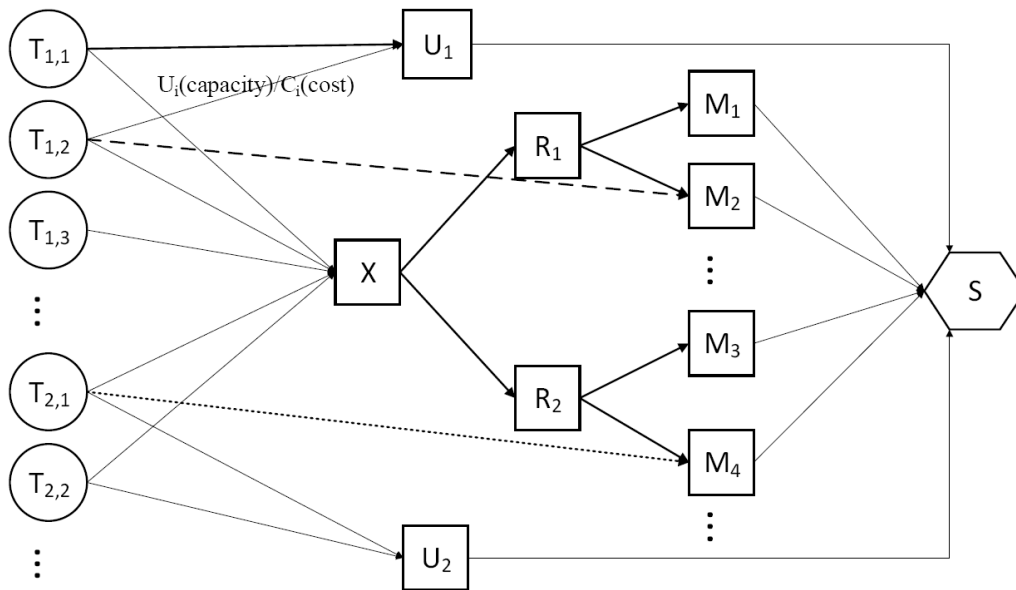 T1,1
U1
Ui(capacity)/Ci(cost)
M1
T1,2
R1
M2
T1,3
X
S
M3
T2,1
R2
M4
T2,2
U2